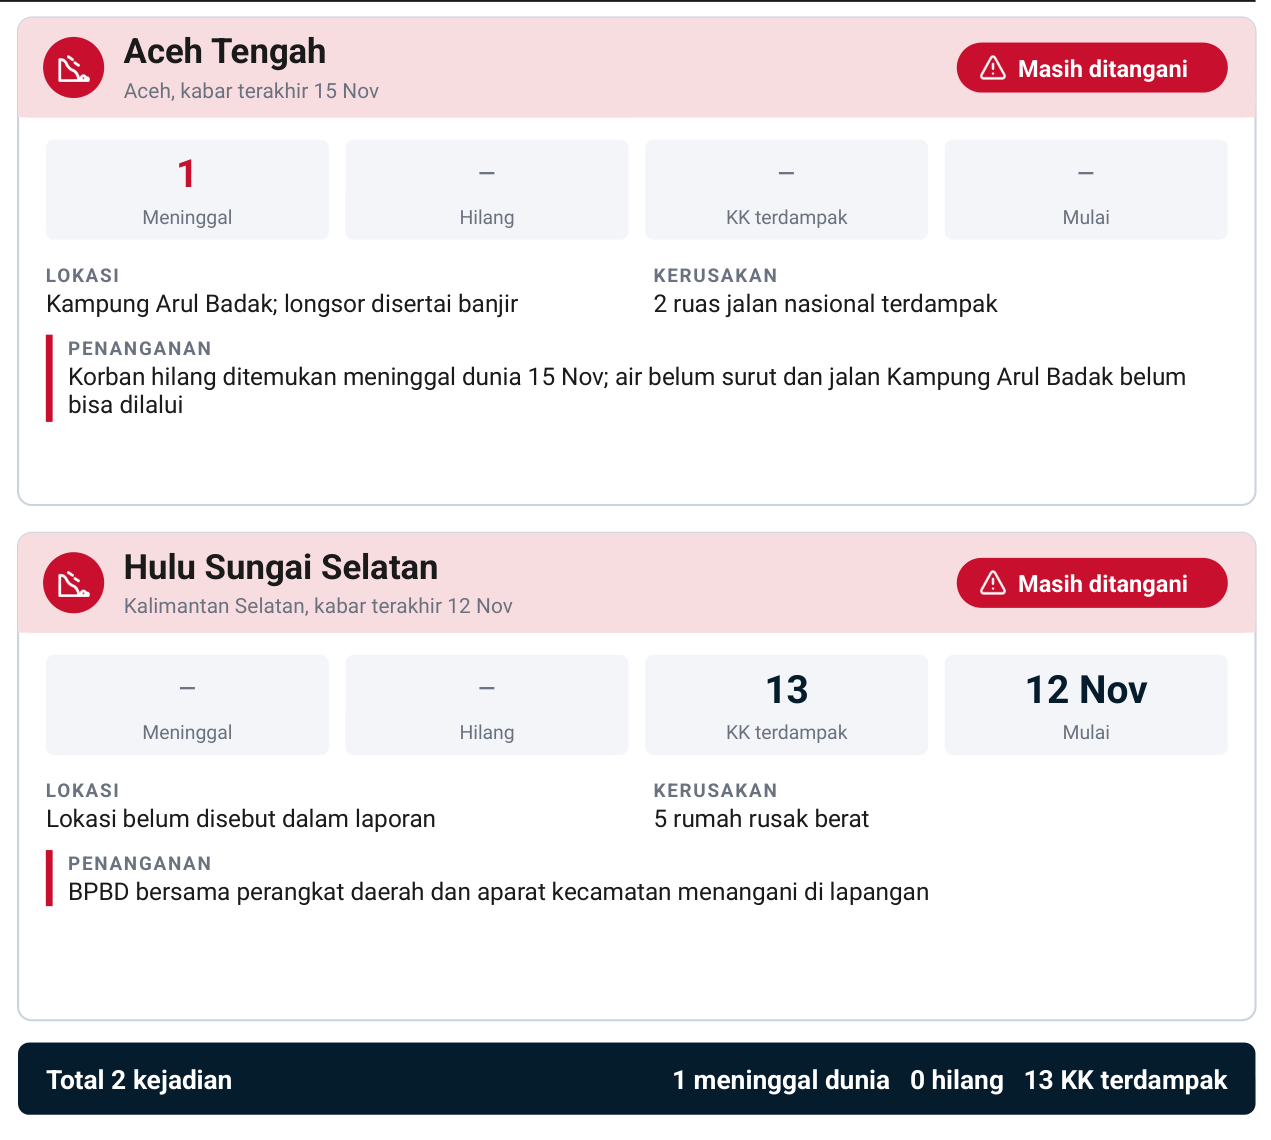 Aceh Tengah
Aceh, kabar terakhir 15 Nov
Masih ditangani
1
Meninggal
–
Hilang
–
KK terdampak
–
Mulai
LOKASI
Kampung Arul Badak; longsor disertai banjir
KERUSAKAN
2 ruas jalan nasional terdampak
PENANGANAN
Korban hilang ditemukan meninggal dunia 15 Nov; air belum surut dan jalan Kampung Arul Badak belum
bisa dilalui
Hulu Sungai Selatan
Kalimantan Selatan, kabar terakhir 12 Nov
Masih ditangani
–
Meninggal
–
Hilang
13
KK terdampak
12 Nov
Mulai
LOKASI
Lokasi belum disebut dalam laporan
KERUSAKAN
5 rumah rusak berat
PENANGANAN
BPBD bersama perangkat daerah dan aparat kecamatan menangani di lapangan
Total 2 kejadian
1 meninggal dunia 0 hilang 13 KK terdampak